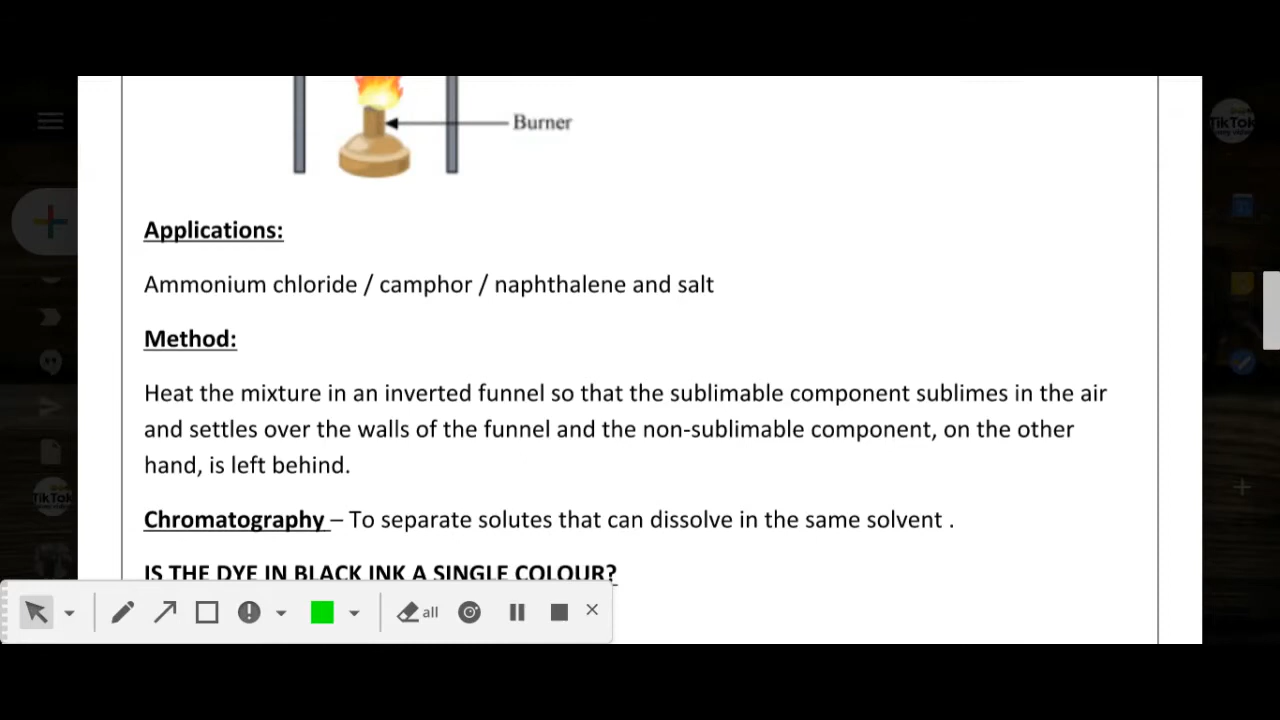 Burner
Applications:
Ammonium chloride / camphor / naphthalene and salt
Method:
Heat the mixture in an inverted funnel so that the sublimable component sublimes in the air
and settles over the walls of the funnel and the non-sublimable component, on the other
hand, is left behind.
Chromatography – To separate solutes that can dissolve in the same solvent .
IS THE DYE IN BLACK INK A SINGLE COLOUR?
all
TikTok
TikTok